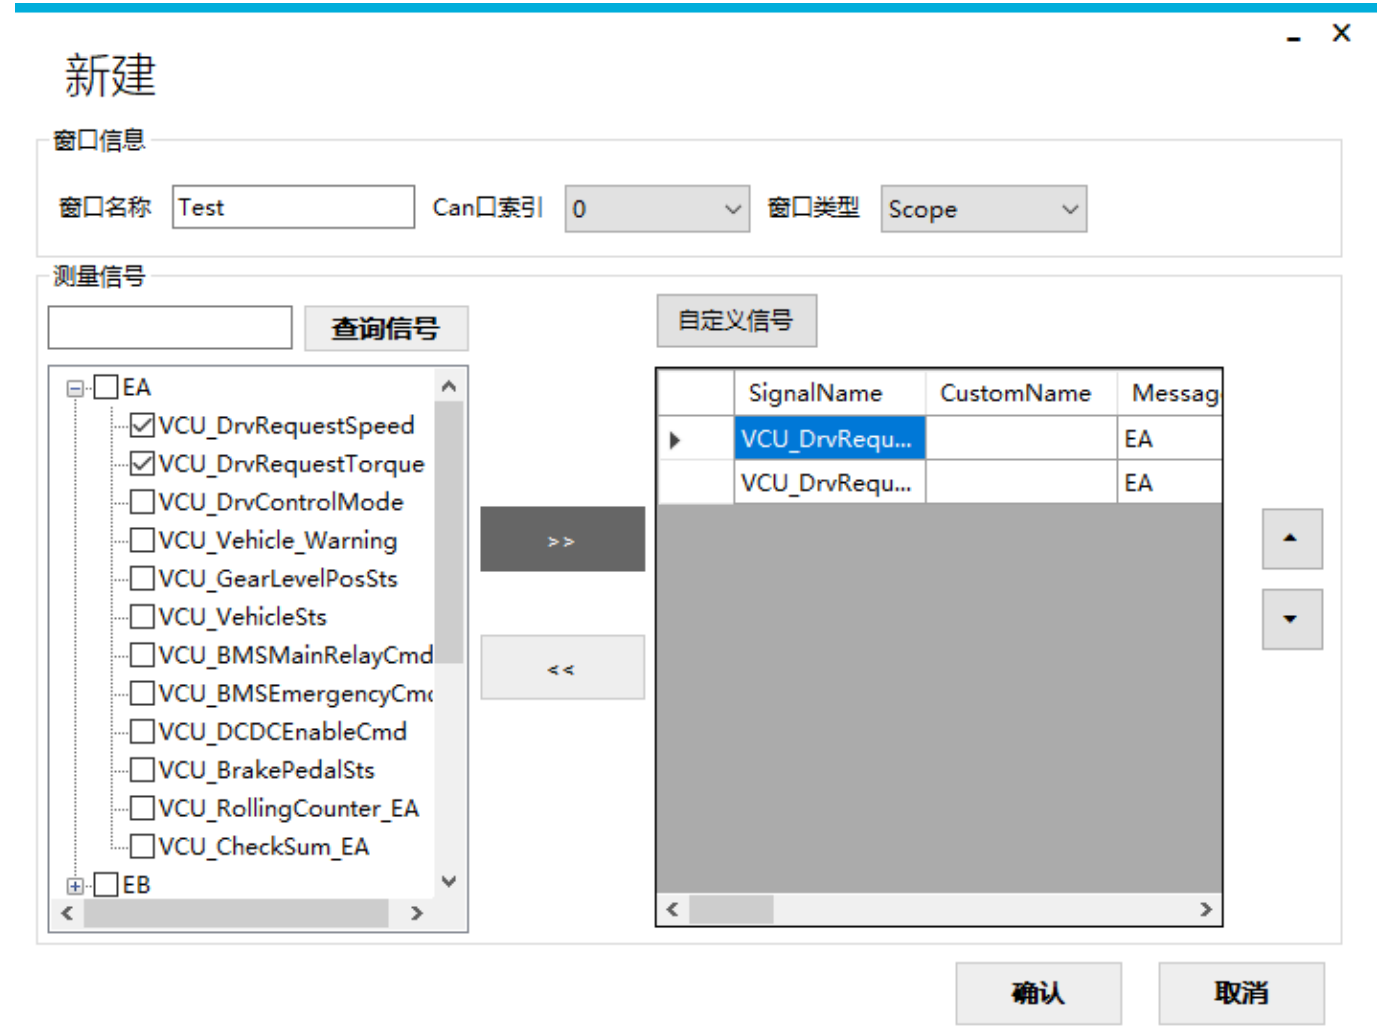 新建
窗口信息
窗口名称 Test Can口索引 0 窗口类型 Scope
测量信号
查询信号
自定义信号
EA
VCU_DrvRequestSpeed
VCU_DrvRequestTorque
VCU_DrvControlMode
VCU_Vehicle_Warning
VCU_GearLevelPosSts
VCU_VehicleSts
VCU_BMSMainRelayCmd
VCU_BMSEmergencyCmd
VCU_DCDCEnableCmd
VCU_BrakePedalSts
VCU_RollingCounter_EA
VCU_CheckSum_EA
EB
>>
<<
SignalName CustomName Messag
VCU_DrvRequ... EA
VCU_DrvRequ... EA
确认 取消